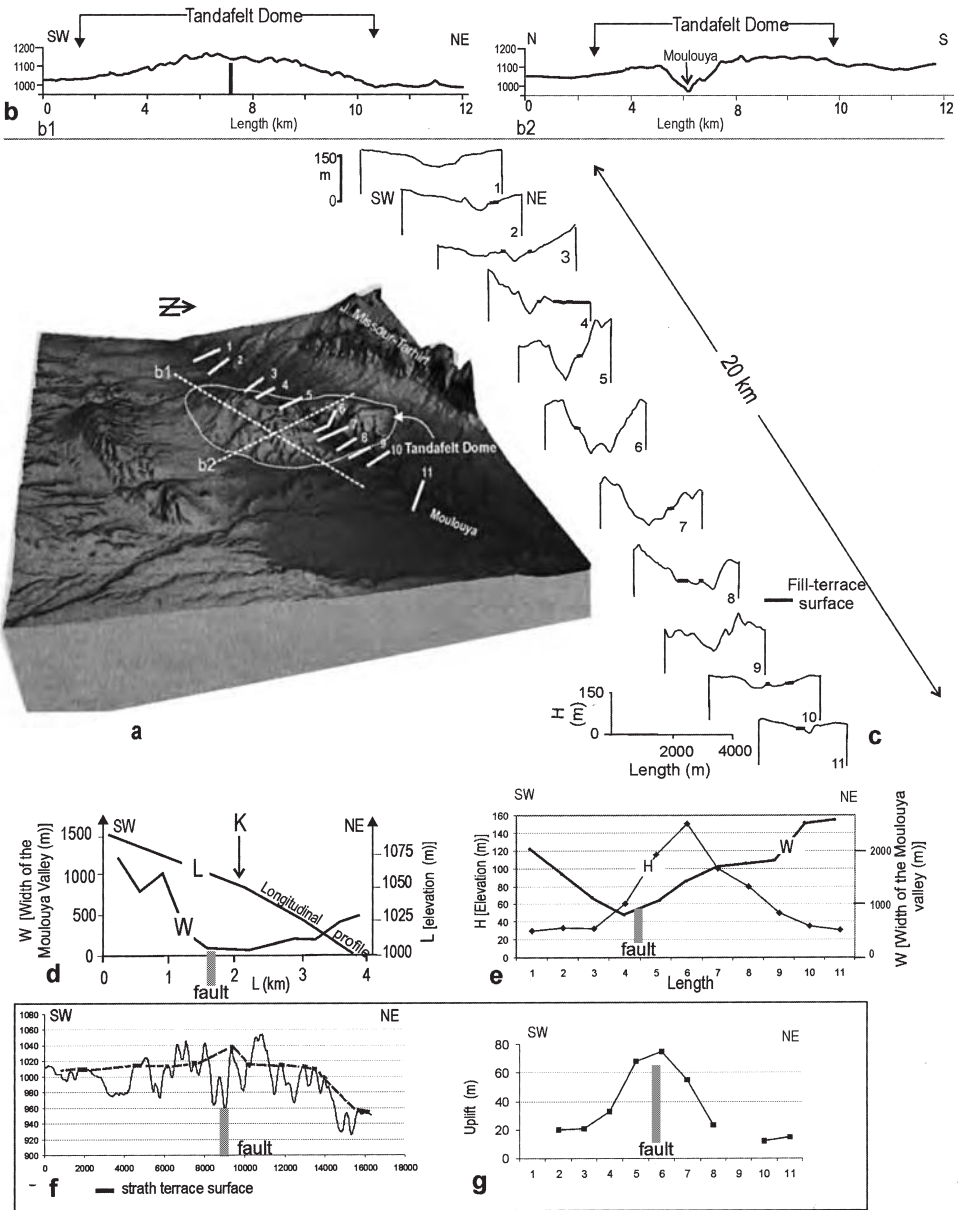 Tandafelt Dome
Tandafelt Dome
SW
NE
N
S
Moulouya
1200
1100
1000
1200
1100
1000
0
4
8
10
12
0
4
8
10
12
b
b1
Length (km)
b2
Length (km)
150
m
0
SW
NE
1
2
3
4
5
6
7
8
9
10
11
20 km
Fill-terrace
surface
Z
J. Missour-Tamirt
b1
b2
1
2
3
4
5
6
8
9
10 Tandafelt Dome
11
Moulouya
a
150
H
(m)
0
2000
4000
Length (m)
c
SW
K
NE
W [Width of the
Moulouya Valley (m)]
1500
1000
500
0
L
W
Longitudinal
profile
1075
1050
1025
1000
L [elevation (m)]
0
1
2
3
4
d
fault
L (km)
SW
NE
H [Elevation (m)]
160
140
120
100
80
60
40
20
0
H
W
2000
1000
0
W [Width of the Moulouya
valley (m)]
fault
1 2 3 4 5 6 7 8 9 10 11
e
Length
SW
NE
1080
1060
1040
1020
1000
980
960
940
920
900
fault
0 2000 4000 6000 8000 10000 12000 14000 16000 18000
f
strath terrace surface
SW
NE
Uplift (m)
80
60
40
20
0
fault
1 2 3 4 5 6 7 8 9 10 11
g